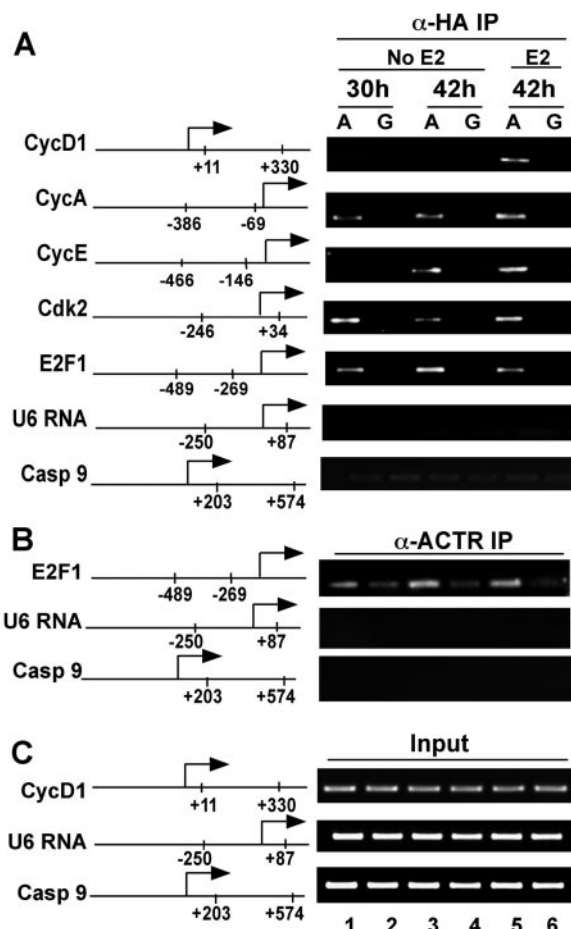 A
α-HA IP
No E2 E2
30h 42h 42h
A G A G A G
CycD1
+11 +330
CycA
-386 -69
CycE
-466 -146
Cdk2
-246 +34
E2F1
-489 -269
U6 RNA
-250 +87
Casp 9
+203 +574
B
α-ACTR IP
E2F1
-489 -269
U6 RNA
-250 +87
Casp 9
+203 +574
C
Input
CycD1
+11 +330
U6 RNA
-250 +87
Casp 9
+203 +574
1 2 3 4 5 6